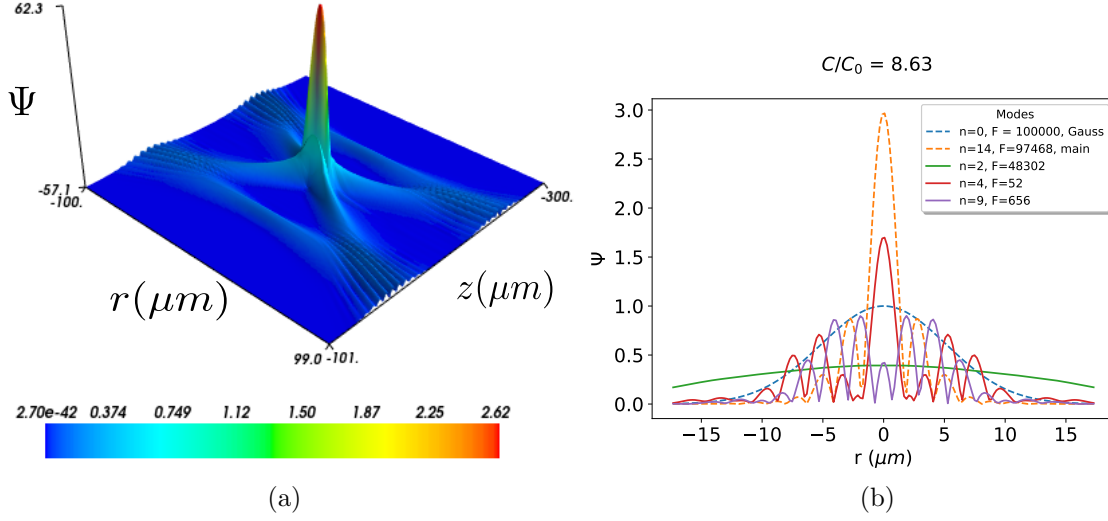 62.3
Ψ
-57.1
-100.
r(μm)
99.0
-101.
z(μm)
-300.
2.70e-42 0.374 0.749 1.12 1.50 1.87 2.25 2.62
(a)
C/C₀ = 8.63
Modes
n=0, F = 100000, Gauss
n=14, F=97468, main
n=2, F=48302
n=4, F=52
n=9, F=656
3.0
2.5
2.0
1.5
1.0
0.5
0.0
Ψ
−15 −10 −5 0 5 10 15
r (μm)
(b)